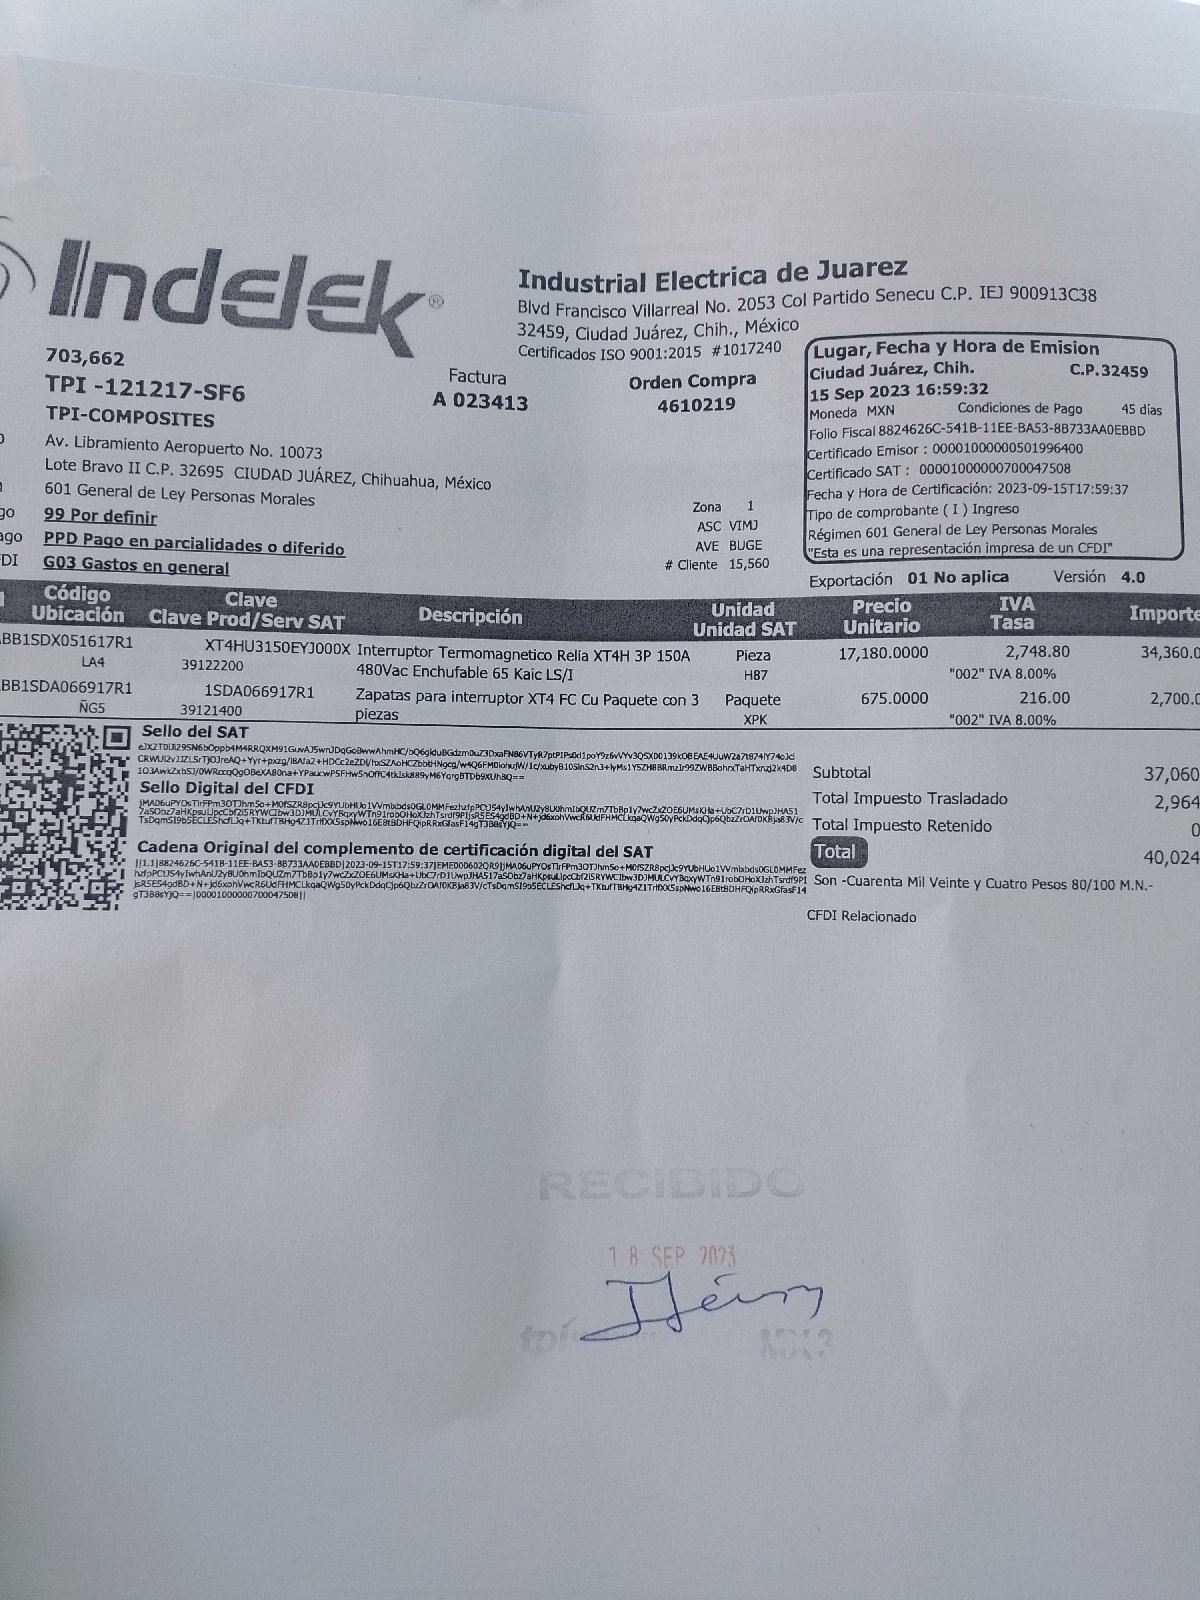 Indelek®
Industrial Electrica de Juarez
Blvd Francisco Villarreal No. 2053 Col Partido Senecu C.P. IEJ 900913C38
32459, Ciudad Juárez, Chih., México
Certificados ISO 9001:2015 #1017240
703,662
TPI -121217-SF6
TPI-COMPOSITES
Av. Libramiento Aeropuerto No. 10073
Lote Bravo II C.P. 32695 CIUDAD JUÁREZ, Chihuahua, México
601 General de Ley Personas Morales
go 99 Por definir
ago PPD Pago en parcialidades o diferido
FDI G03 Gastos en general
Factura
A 023413
Orden Compra
4610219
Zona 1
ASC VIMJ
AVE BUGE
# Cliente 15,560
Lugar, Fecha y Hora de Emision
Ciudad Juárez, Chih. C.P.32459
15 Sep 2023 16:59:32
Moneda MXN Condiciones de Pago 45 días
Folio Fiscal 8824626C-541B-11EE-BA53-8B733AA0EBBD
Certificado Emisor : 00001000000501996400
Certificado SAT : 00001000000700047508
Fecha y Hora de Certificación: 2023-09-15T17:59:37
Tipo de comprobante ( I ) Ingreso
Régimen 601 General de Ley Personas Morales
"Esta es una representación impresa de un CFDI"
Exportación 01 No aplica Versión 4.0
Código Clave Descripción Unidad Precio IVA Importe
Ubicación Clave Prod/Serv SAT Unidad SAT Unitario Tasa
BB1SDX051617R1 XT4HU3150EYJ000X Interruptor Termomagnetico Relia XT4H 3P 150A Pieza 17,180.0000 2,748.80 34,360.0
LA4 39122200 480Vac Enchufable 65 Kaic LS/I H87 "002" IVA 8.00%
BB1SDA066917R1 1SDA066917R1 Zapatas para interruptor XT4 FC Cu Paquete con 3 Paquete 675.0000 216.00 2,700.0
ÑG5 39121400 piezas XPK "002" IVA 8.00%
Sello del SAT
Sello Digital del CFDI
Cadena Original del complemento de certificación digital del SAT
Subtotal 37,060
Total Impuesto Trasladado 2,964
Total Impuesto Retenido 0
Total 40,024
Son -Cuarenta Mil Veinte y Cuatro Pesos 80/100 M.N.-
CFDI Relacionado
RECIBIDO
18 SEP 2023
tpi
MX3